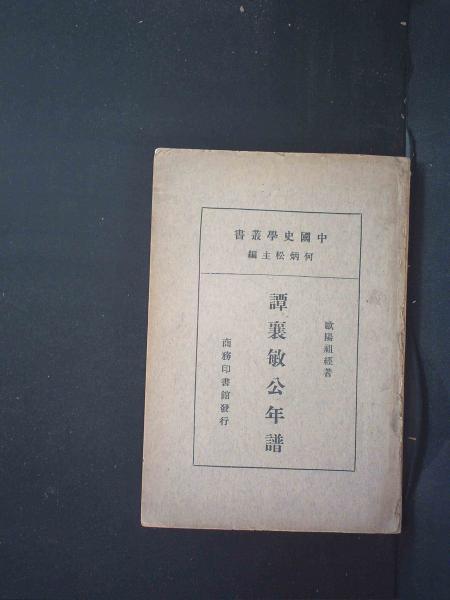 中國史學叢書
何炳松主編
歐陽祖經著
譚襄敏公年譜
商務印書館發行